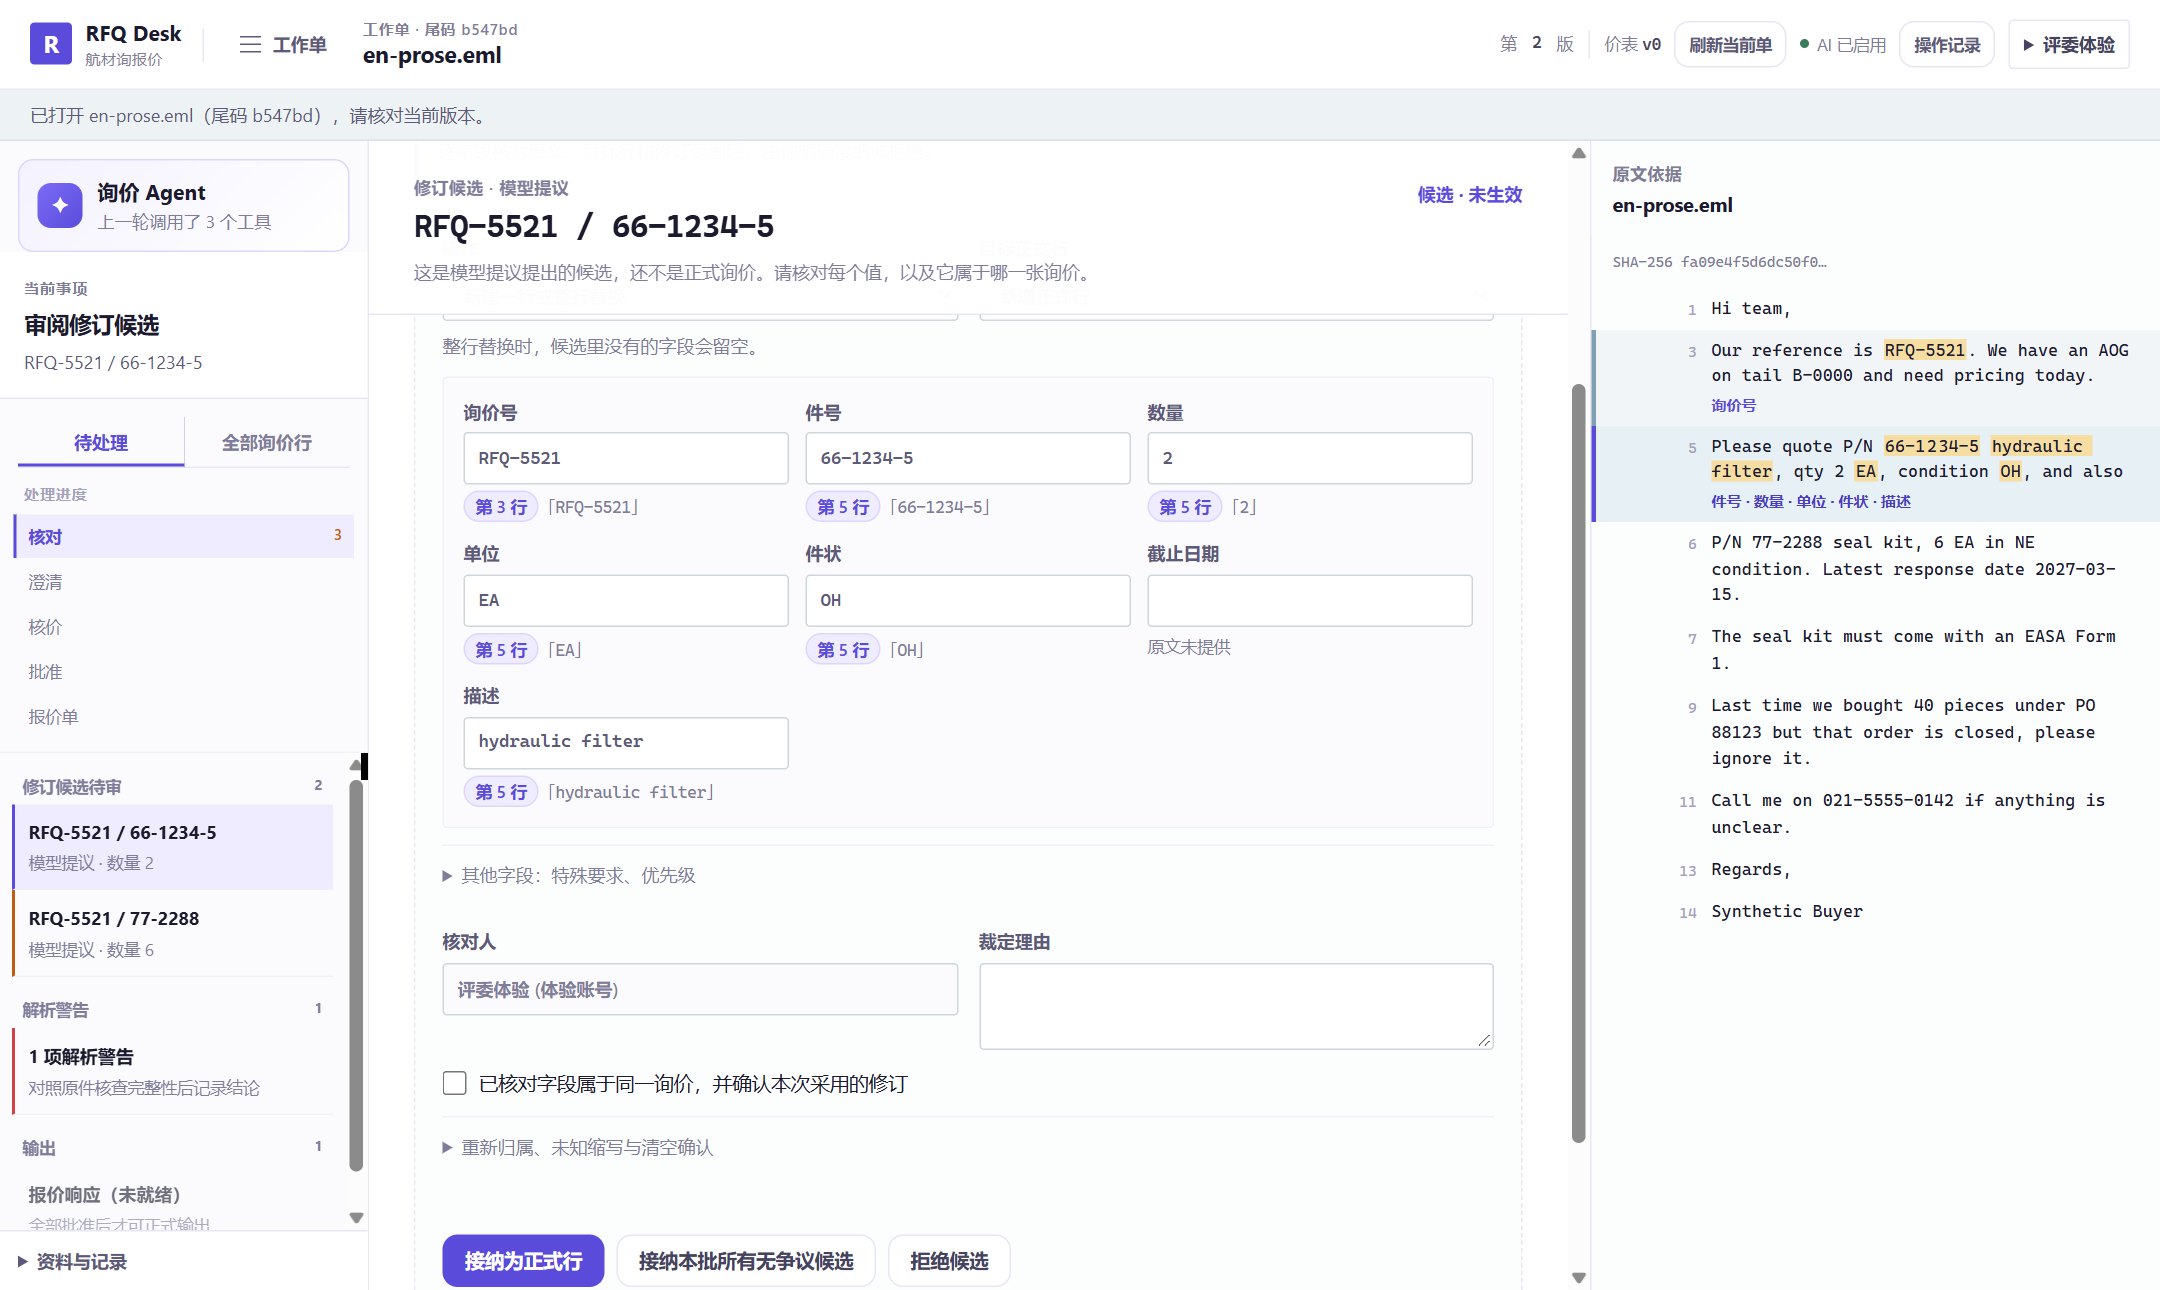 R
RFQ Desk
航材询报价
工作单
工作单 · 尾码 b547bd
en-prose.eml
第 2 版
价表 v0
刷新当前单
AI 已启用
操作记录
▶ 评委体验
已打开 en-prose.eml（尾码 b547bd），请核对当前版本。
询价 Agent
上一轮调用了 3 个工具
当前事项
审阅修订候选
RFQ-5521 / 66-1234-5
待处理
全部询价行
处理进度
核对 3
澄清
核价
批准
报价单
修订候选待审 2
RFQ-5521 / 66-1234-5
模型提议 · 数量 2
RFQ-5521 / 77-2288
模型提议 · 数量 6
解析警告 1
1 项解析警告
对照原件核查完整性后记录结论
输出 1
报价响应（未就绪）
全部批准后才可正式输出
▶ 资料与记录
修订候选 · 模型提议
RFQ-5521 / 66-1234-5
候选 · 未生效
这是模型提议提出的候选，还不是正式询价。请核对每个值，以及它属于哪一张询价。
整行替换时，候选里没有的字段会留空。
询价号 件号 数量
RFQ-5521 66-1234-5 2
第 3 行 「RFQ-5521」 第 5 行 「66-1234-5」 第 5 行 「2」
单位 件状 截止日期
EA OH
第 5 行 「EA」 第 5 行 「OH」 原文未提供
描述
hydraulic filter
第 5 行 「hydraulic filter」
▶ 其他字段：特殊要求、优先级
核对人 裁定理由
评委体验 (体验账号)
已核对字段属于同一询价，并确认本次采用的修订
▶ 重新归属、未知缩写与清空确认
接纳为正式行 接纳本批所有无争议候选 拒绝候选
原文依据
en-prose.eml
SHA-256 fa09e4f5d6dc50f0…
1 Hi team,
3 Our reference is RFQ-5521. We have an AOG
on tail B-0000 and need pricing today.
询价号
5 Please quote P/N 66-1234-5 hydraulic
filter, qty 2 EA, condition OH, and also
件号 · 数量 · 单位 · 件状 · 描述
6 P/N 77-2288 seal kit, 6 EA in NE
condition. Latest response date 2027-03-
15.
7 The seal kit must come with an EASA Form
1.
9 Last time we bought 40 pieces under PO
88123 but that order is closed, please
ignore it.
11 Call me on 021-5555-0142 if anything is
unclear.
13 Regards,
14 Synthetic Buyer